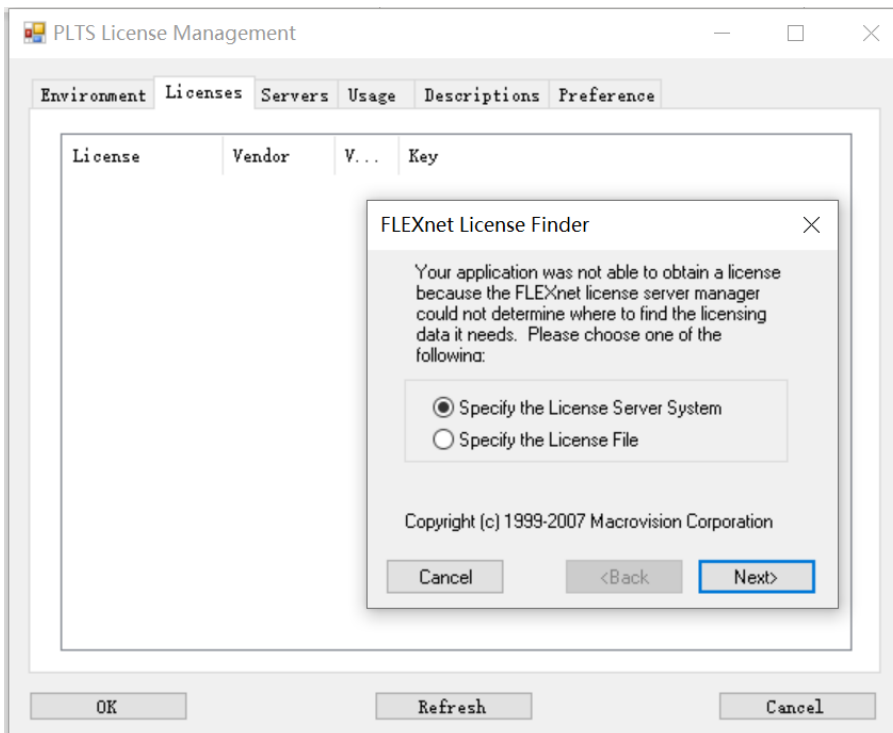 PLTS License Management
Environment Licenses Servers Usage Descriptions Preference
License Vendor V... Key
FLEXnet License Finder
Your application was not able to obtain a license
because the FLEXnet license server manager
could not determine where to find the licensing
data it needs. Please choose one of the
following:
Specify the License Server System
Specify the License File
Copyright (c) 1999-2007 Macrovision Corporation
Cancel <Back Next>
OK Refresh Cancel